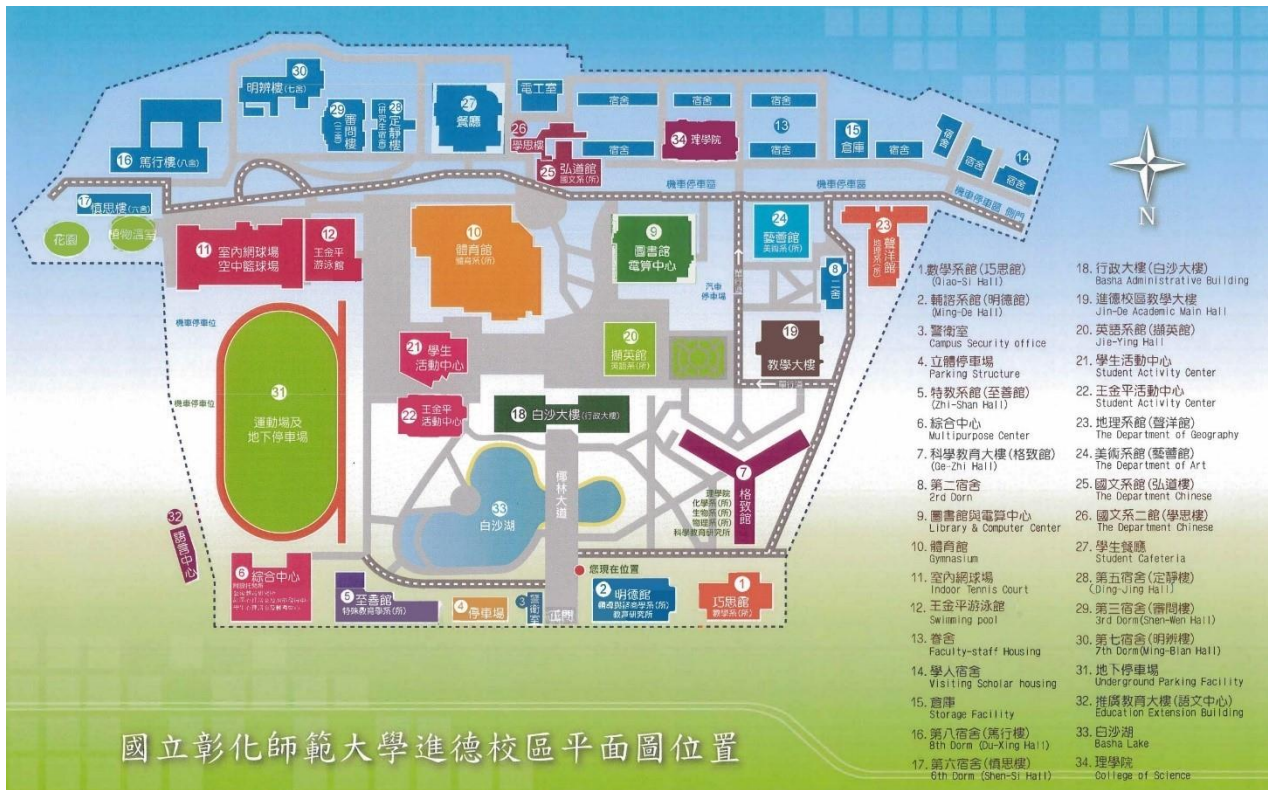 30
明辨樓(七舍)
29
審問樓
(三舍)
28
定靜樓
(研究生宿舍)
27
餐廳
電工室
宿舍
宿舍
宿舍
13
15
倉庫
宿舍
宿舍
宿舍
14
宿舍
16 篤行樓(八舍)
26
學思樓
25
弘道館
國文系(所)
宿舍
34 理學院
宿舍
機車停車區
機車停車區
機車停車區 側門
17
慎思樓(六舍)
花園
植物溫室
11
室內網球場
空中籃球場
12
王金平
游泳館
10
體育館
體育系(所)
9
圖書館
電算中心
汽車
停車場
單行道
24
藝薈館
美術系(所)
8
二舍
23
聲洋館
地理系(所)
N
機車停車位
機車停車位
31
運動場及
地下停車場
21 學生
活動中心
22 王金平
活動中心
20
擷英館
英語系(所)
19
教學大樓
← 單行道
18 白沙大樓(行政大樓)
椰林大道
33
白沙湖
7
格致館
理學院
化學系(所)
生物系(所)
物理系(所)
科學教育研究所
32
語言中心
6 綜合中心
5 至善館
特殊教育學系(所)
4 停車場
3 警衛室
正門
您現在位置
2 明德館
輔導與諮商學系(所)
教育研究所
1
巧思館
數學系(所)
1.數學系館(巧思館)
(Qiao-Si Hall)
2. 輔諮系館(明德館)
(Ming-De Hall)
3. 警衛室
Campus Security office
4. 立體停車場
Parking Structure
5. 特教系館(至善館)
(Zhi-Shan Hall)
6. 綜合中心
Multipurpose Center
7. 科學教育大樓(格致館)
(Ge-Zhi Hall)
8. 第二宿舍
2rd Dorn
9. 圖書館與電算中心
Library & Computer Center
10. 體育館
Gymnasium
11. 室內網球場
Indoor Tennis Court
12. 王金平游泳館
Swimming pool
13. 眷舍
Faculty-staff Housing
14. 學人宿舍
Visiting Scholar housing
15. 倉庫
Storage Facility
16. 第八宿舍(篤行樓)
8th Dorm (Du-Xing Hall)
17. 第六宿舍(慎思樓)
6th Dorm (Shen-Si Hall)
18. 行政大樓(白沙大樓)
Basha Administrative Building
19. 進德校區教學大樓
Jin-De Academic Main Hall
20. 英語系館(擷英館)
Jie-Ying Hall
21. 學生活動中心
Student Activity Center
22. 王金平活動中心
Student Activity Center
23. 地理系館(聲洋館)
The Department of Geography
24. 美術系館(藝薈館)
The Department of Art
25. 國文系館(弘道樓)
The Department Chinese
26. 國文系二館(學思樓)
The Department Chinese
27. 學生餐廳
Student Cafeteria
28. 第五宿舍(定靜樓)
(Ding-Jing Hall)
29. 第三宿舍(審問樓)
3rd Dorm(Shen-Wen Hall)
30. 第七宿舍(明辨樓)
7th Dorm(Ming-Bian Hall)
31. 地下停車場
Underground Parking Facility
32. 推廣教育大樓(語文中心)
Education Extension Building
33. 白沙湖
Basha Lake
34. 理學院
College of Science
國立彰化師範大學進德校區平面圖位置